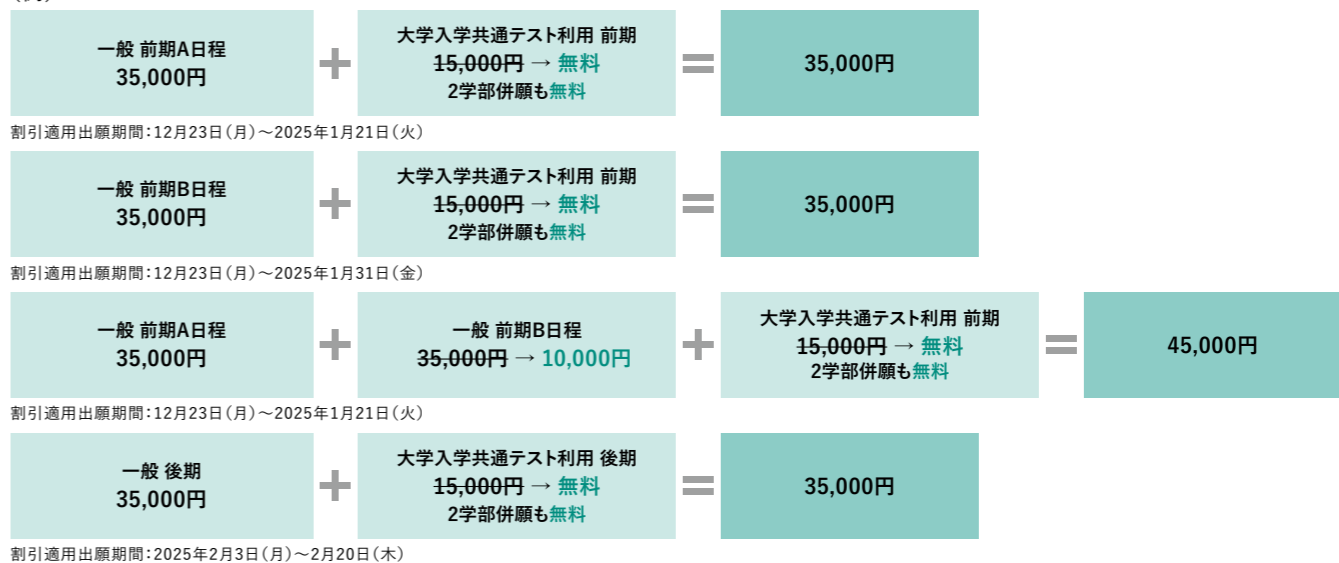 一般 前期A日程
35,000円
+
大学入学共通テスト利用 前期
15,000円 → 無料
2学部併願も無料
=
35,000円
割引適用出願期間：12月23日（月）～2025年1月21日（火）
一般 前期B日程
35,000円
+
大学入学共通テスト利用 前期
15,000円 → 無料
2学部併願も無料
=
35,000円
割引適用出願期間：12月23日（月）～2025年1月31日（金）
一般 前期A日程
35,000円
+
一般 前期B日程
35,000円 → 10,000円
+
大学入学共通テスト利用 前期
15,000円 → 無料
2学部併願も無料
=
45,000円
割引適用出願期間：12月23日（月）～2025年1月21日（火）
一般 後期
35,000円
+
大学入学共通テスト利用 後期
15,000円 → 無料
2学部併願も無料
=
35,000円
割引適用出願期間：2025年2月3日（月）～2月20日（木）